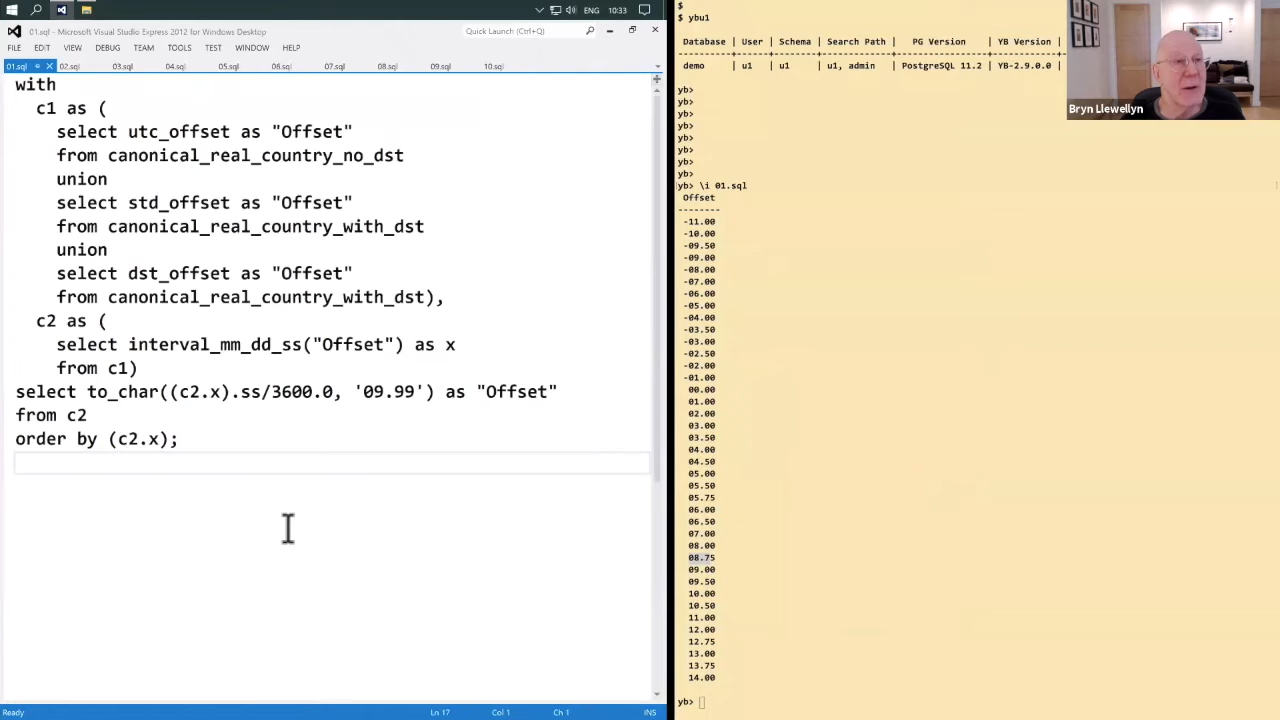 ENG 10:33
01.sql - Microsoft Visual Studio Express 2012 for Windows Desktop
Quick Launch (Ctrl+Q)
FILE EDIT VIEW DEBUG TEAM TOOLS TEST WINDOW HELP
01.sql 02.sql 03.sql 04.sql 05.sql 06.sql 07.sql 08.sql 09.sql 10.sql
with
c1 as (
select utc_offset as "Offset"
from canonical_real_country_no_dst
union
select std_offset as "Offset"
from canonical_real_country_with_dst
union
select dst_offset as "Offset"
from canonical_real_country_with_dst),
c2 as (
select interval_mm_dd_ss("Offset") as x
from c1)
select to_char((c2.x).ss/3600.0, '09.99') as "Offset"
from c2
order by (c2.x);
Ready Ln 17 Col 1 Ch 1 INS
$
$ ybu1
Database | User | Schema | Search Path | PG Version | YB Version |
----------+------+--------+-------------+-----------------+------------+
demo | u1 | u1 | u1, admin | PostgreSQL 11.2 | YB-2.9.0.0 |
yb>
yb>
yb>
yb>
yb>
yb>
yb>
yb>
yb> \i 01.sql
Offset
--------
-11.00
-10.00
-09.50
-09.00
-08.00
-07.00
-06.00
-05.00
-04.00
-03.50
-03.00
-02.50
-02.00
-01.00
00.00
01.00
02.00
03.00
03.50
04.00
04.50
05.00
05.50
05.75
06.00
06.50
07.00
08.00
08.75
09.00
09.50
10.00
10.50
11.00
12.00
12.75
13.00
13.75
14.00
yb>
Bryn Llewellyn